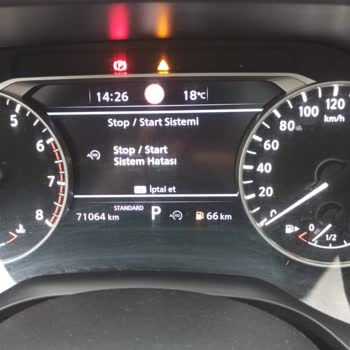 14:26 18°C
Stop / Start Sistemi
Stop / Start
Sistem Hatası
İptal et
STANDARD
71064 km P 66 km
5
6
7
8
120
100
80
60
40
20
0
km/h
0 1/2